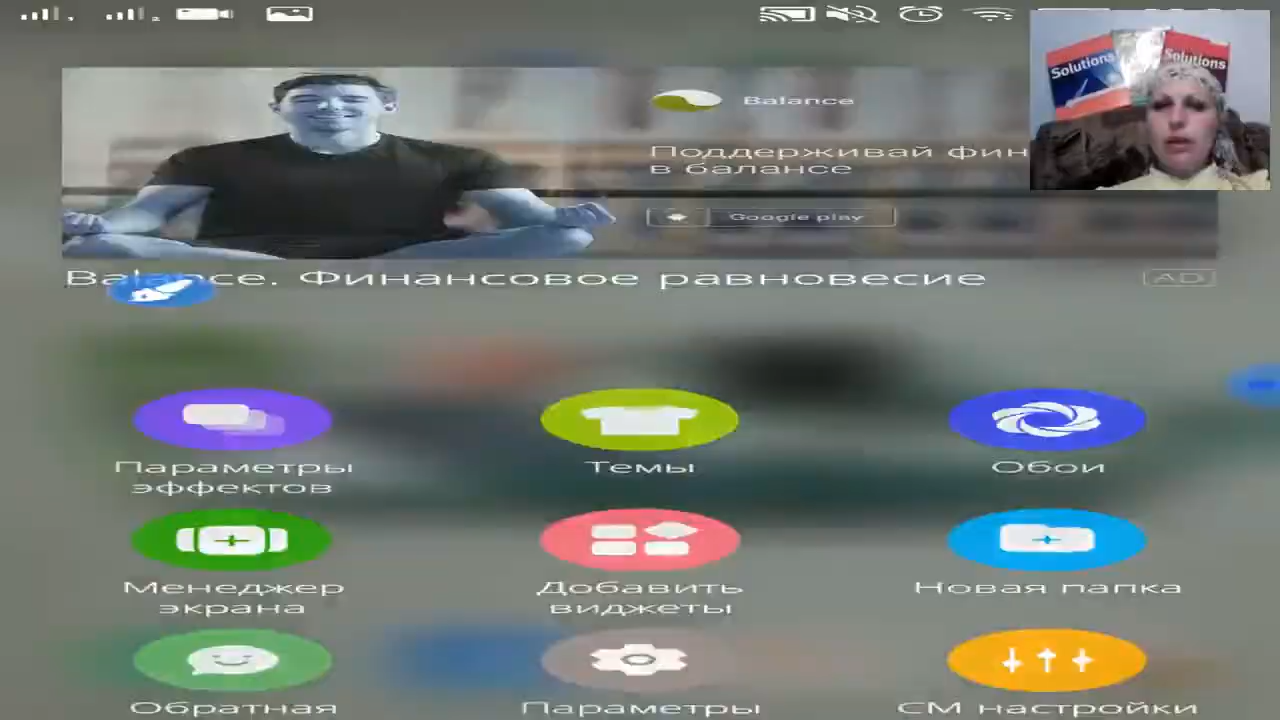 Solutions
Solutions
Balance
Поддерживай фин
в балансе
Google play
Balance. Финансовое равновесие
AD
Параметры
эффектов
Темы
Обои
Менеджер
экрана
Добавить
виджеты
Новая папка
Обратная
Параметры
СМ настройки